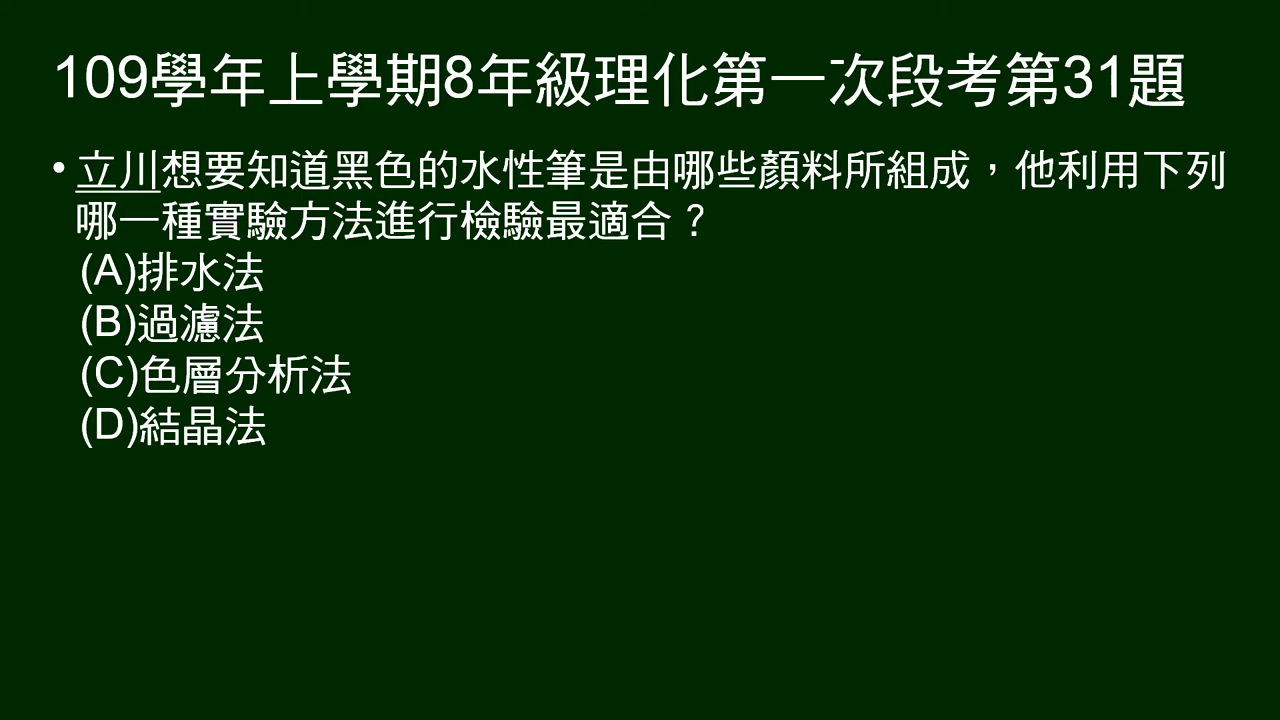 109學年上學期8年級理化第一次段考第31題
•立川想要知道黑色的水性筆是由哪些顏料所組成，他利用下列
哪一種實驗方法進行檢驗最適合？
(A)排水法
(B)過濾法
(C)色層分析法
(D)結晶法